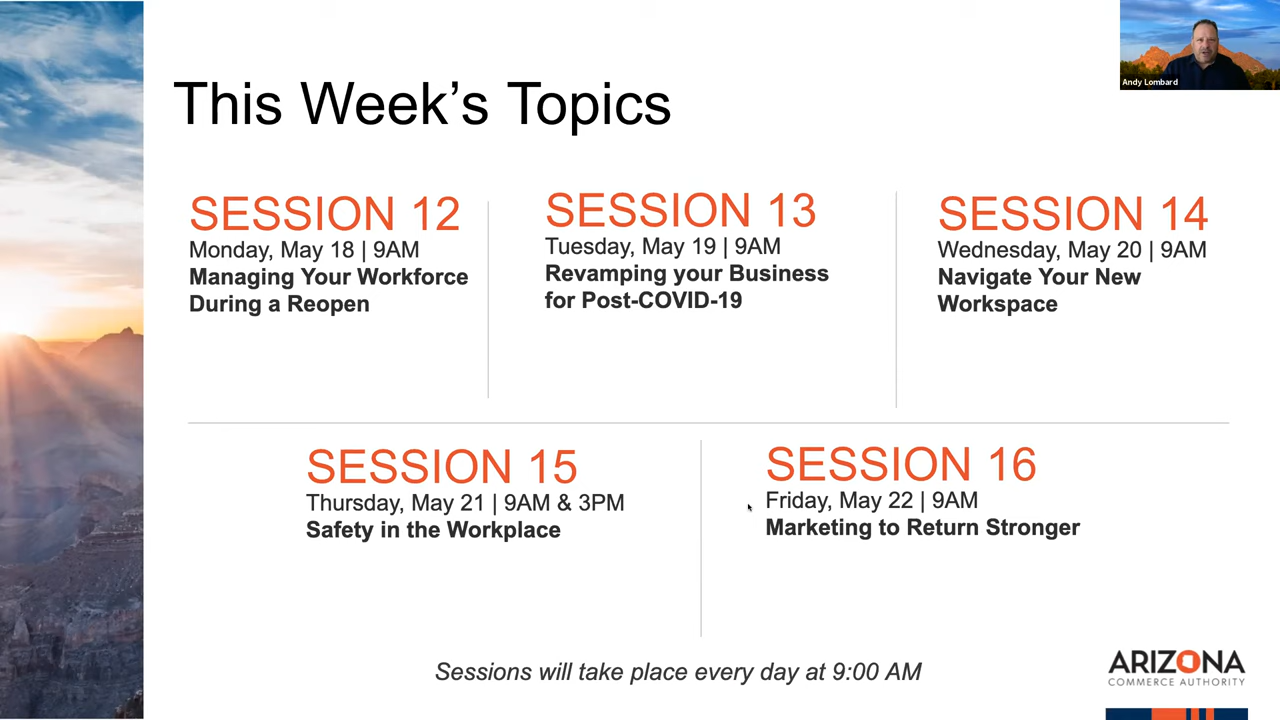 Andy Lombard
This Week's Topics
SESSION 12
Monday, May 18 | 9AM
Managing Your Workforce
During a Reopen
SESSION 13
Tuesday, May 19 | 9AM
Revamping your Business
for Post-COVID-19
SESSION 14
Wednesday, May 20 | 9AM
Navigate Your New
Workspace
SESSION 15
Thursday, May 21 | 9AM & 3PM
Safety in the Workplace
SESSION 16
Friday, May 22 | 9AM
Marketing to Return Stronger
Sessions will take place every day at 9:00 AM
ARIZONA
COMMERCE AUTHORITY